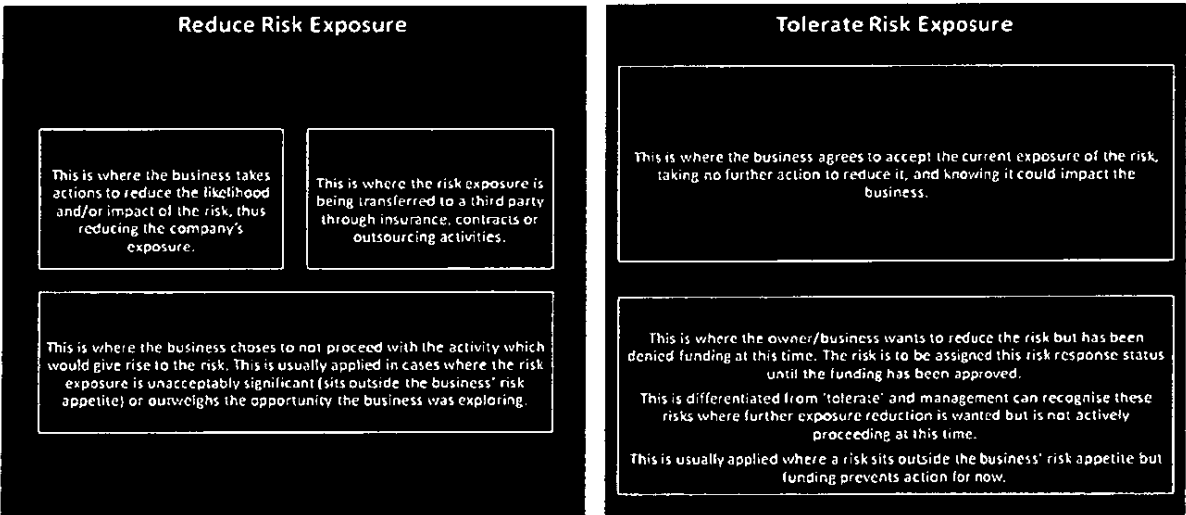 Reduce Risk Exposure
This is where the business takes
actions to reduce the likelihood
and/or impact of the risk, thus
reducing the company's
exposure.
This is where the risk exposure is
being transferred to a third party
through insurance, contracts or
outsourcing activities.
This is where the business choses to not proceed with the activity which
would give rise to the risk. This is usually applied in cases where the risk
exposure is unacceptably significant (sits outside the business' risk
appetite) or outweighs the opportunity the business was exploring.
Tolerate Risk Exposure
This is where the business agrees to accept the current exposure of the risk,
taking no further action to reduce it, and knowing it could impact the
business.
This is where the owner/business wants to reduce the risk but has been
denied funding at this time. The risk is to be assigned this risk response status
until the funding has been approved.
This is differentiated from 'tolerate' and management can recognise these
risks where further exposure reduction is wanted but is not actively
proceeding at this time.
This is usually applied where a risk sits outside the business' risk appetite but
funding prevents action for now.